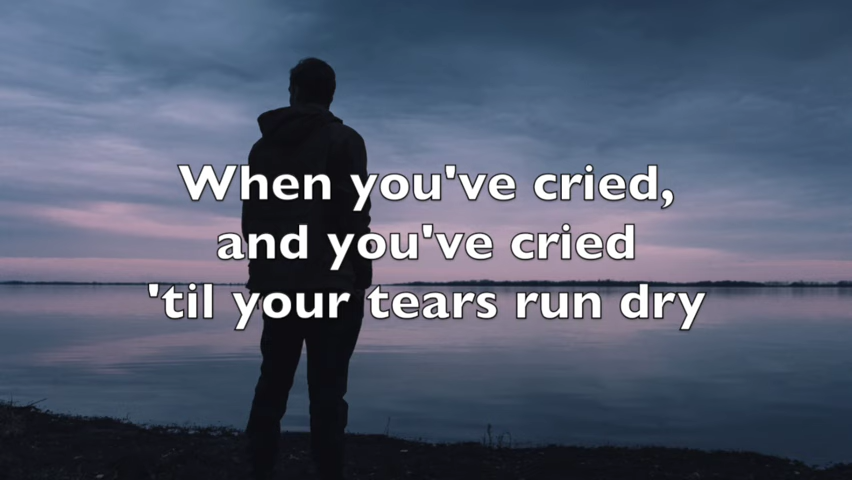 When you've cried,
and you've cried
'til your tears run dry